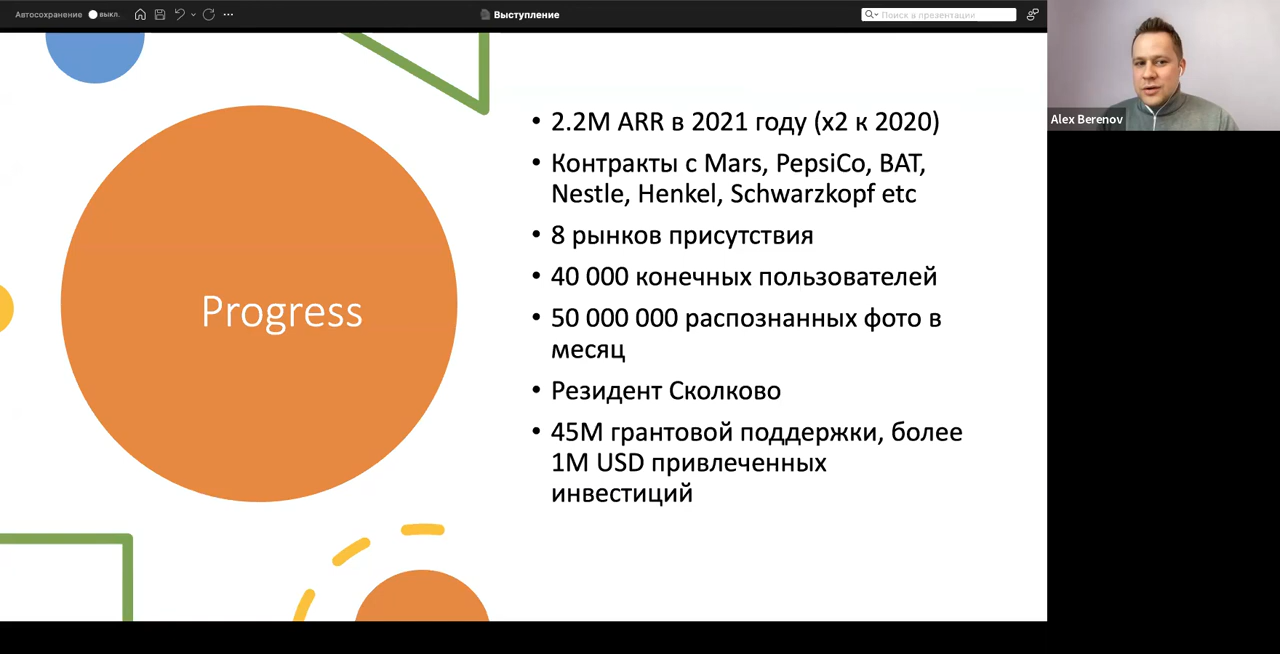 Автосохранение выкл.
Выступление
Поиск в презентации
Alex Berenov
Progress
• 2.2M ARR в 2021 году (x2 к 2020)
• Контракты с Mars, PepsiCo, BAT,
Nestle, Henkel, Schwarzkopf etc
• 8 рынков присутствия
• 40 000 конечных пользователей
• 50 000 000 распознанных фото в
месяц
• Резидент Сколково
• 45М грантовой поддержки, более
1M USD привлеченных
инвестиций